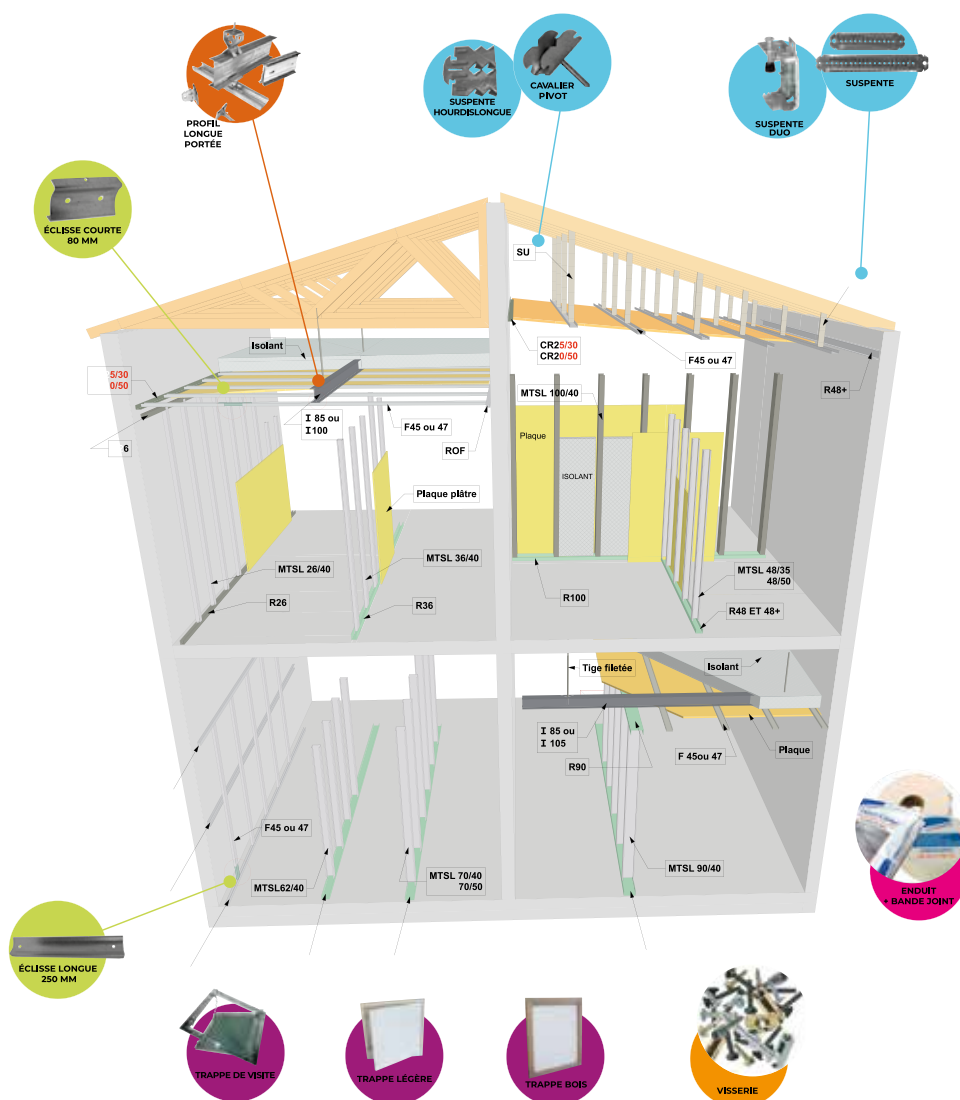 PROFIL
LONGUE
PORTÉE
SUSPENTE
HOURDISLONGUE
CAVALIER
PIVOT
SUSPENTE
DUO
SUSPENTE
ÉCLISSE COURTE
80 MM
SU
CR25/30
CR20/50
F45 ou 47
R48+
Isolant
5/30
0/50
6
I 85 ou
I100
F45 ou 47
ROF
MTSL 100/40
Plaque
ISOLANT
Plaque plâtre
MTSL 26/40
R26
MTSL 36/40
R36
R100
MTSL 48/35
48/50
R48 ET 48+
Tige filetée
Isolant
I 85 ou
I 105
R90
F 45ou 47
Plaque
F45 ou 47
MTSL62/40
MTSL 70/40
70/50
MTSL 90/40
ENDUIT
+ BANDE JOINT
ÉCLISSE LONGUE
250 MM
TRAPPE DE VISITE
TRAPPE LÉGÈRE
TRAPPE BOIS
VISSERIE